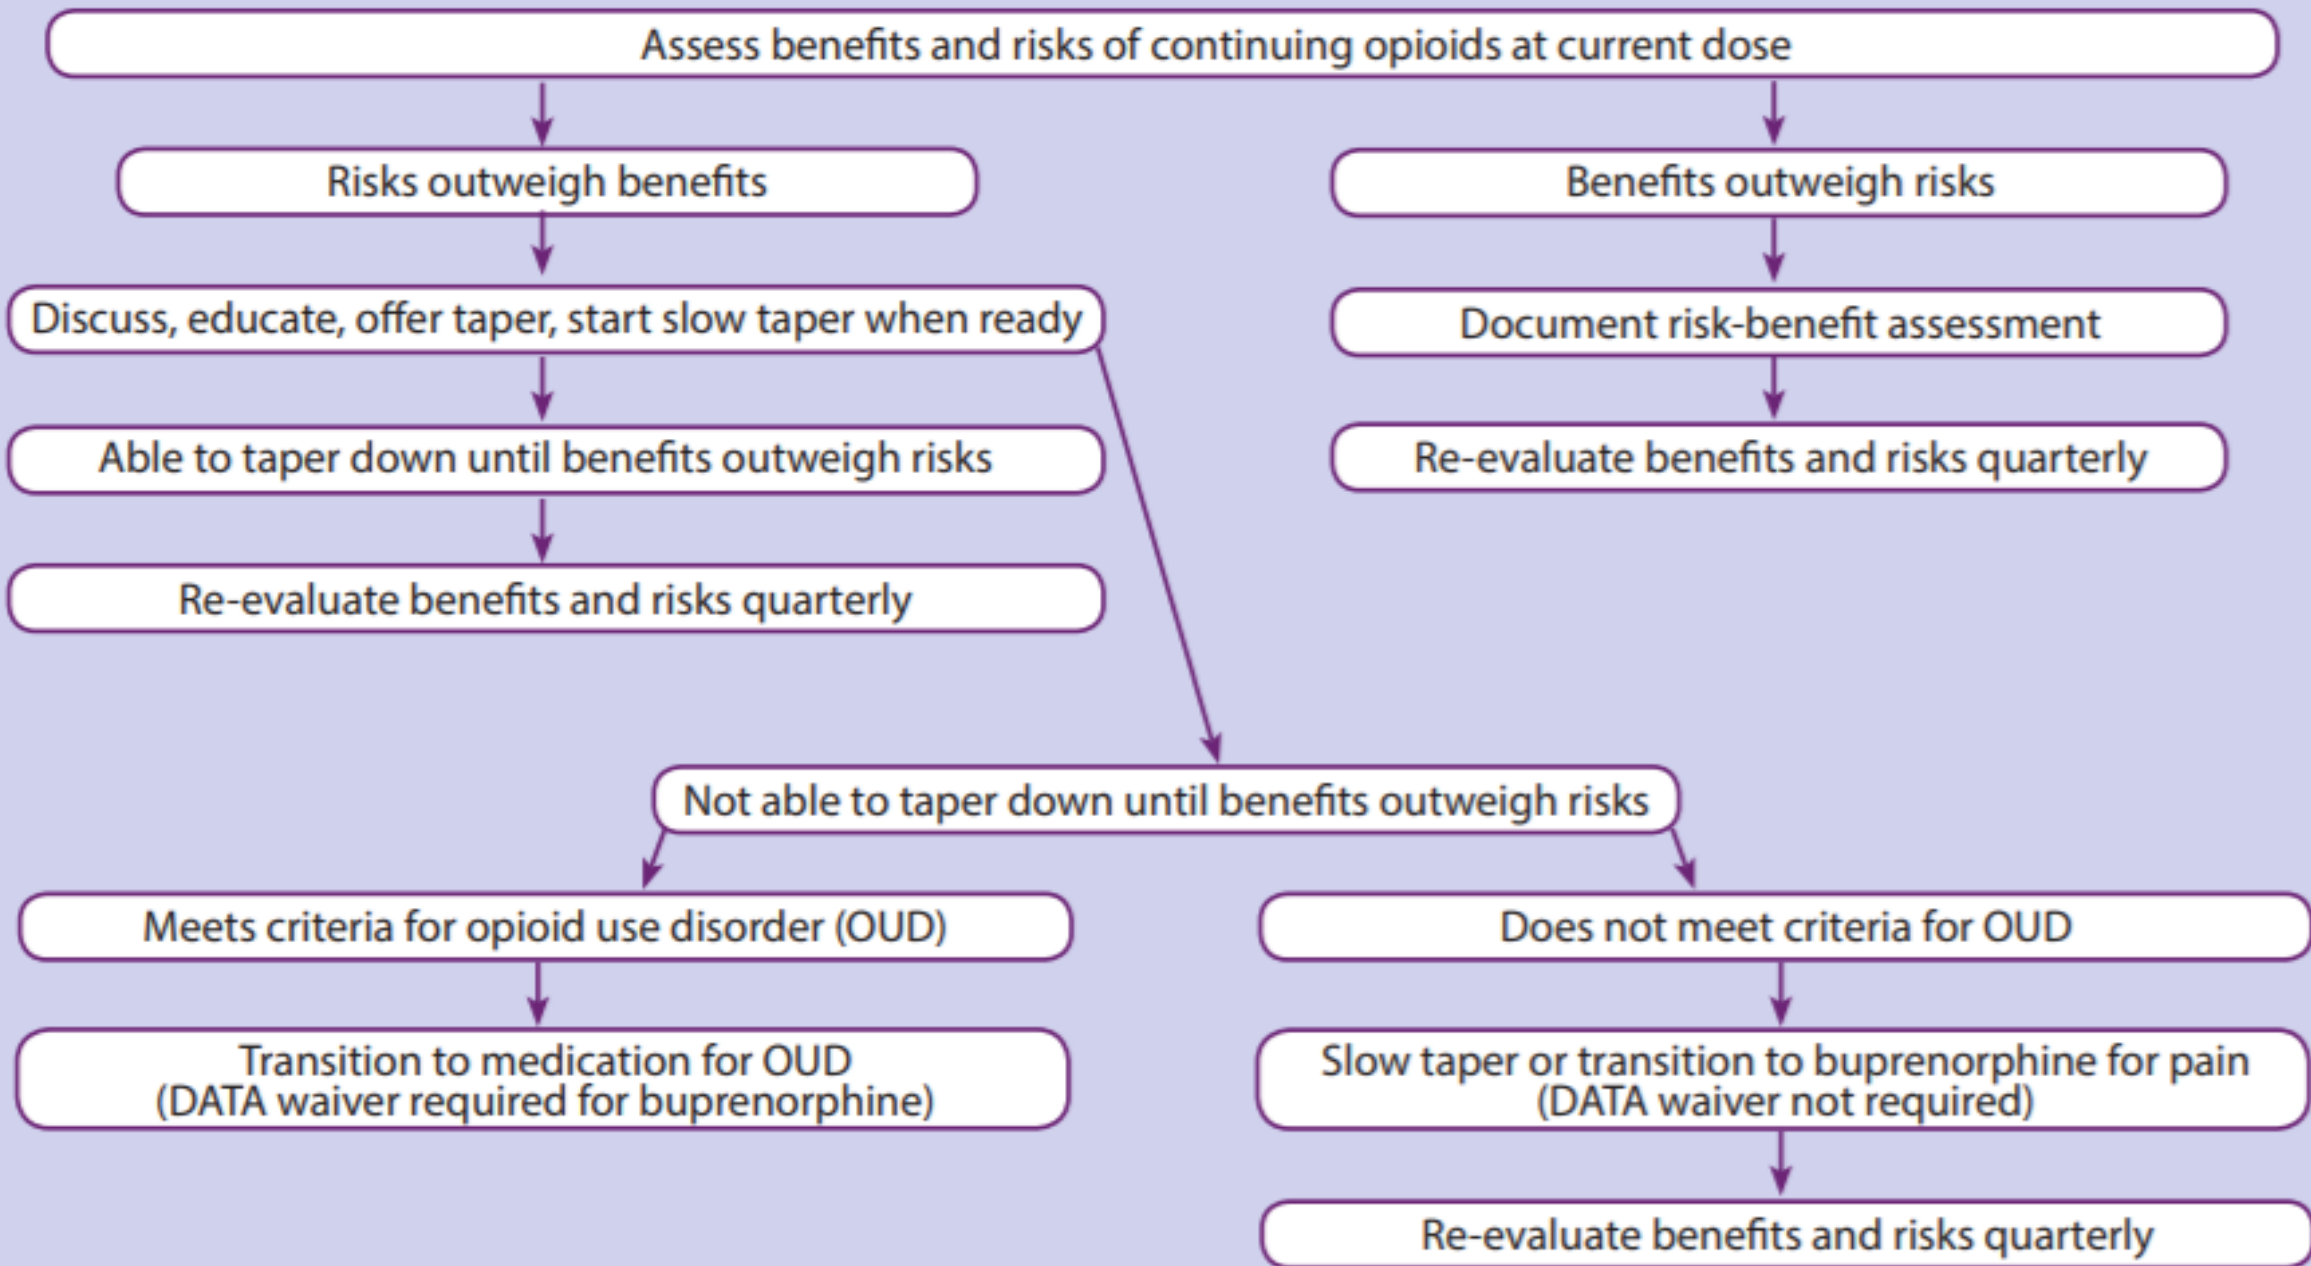 Assess benefits and risks of continuing opioids at current dose
Risks outweigh benefits
Benefits outweigh risks
Discuss, educate, offer taper, start slow taper when ready
Document risk-benefit assessment
Able to taper down until benefits outweigh risks
Re-evaluate benefits and risks quarterly
Re-evaluate benefits and risks quarterly
Not able to taper down until benefits outweigh risks
Meets criteria for opioid use disorder (OUD)
Does not meet criteria for OUD
Transition to medication for OUD
(DATA waiver required for buprenorphine)
Slow taper or transition to buprenorphine for pain
(DATA waiver not required)
Re-evaluate benefits and risks quarterly